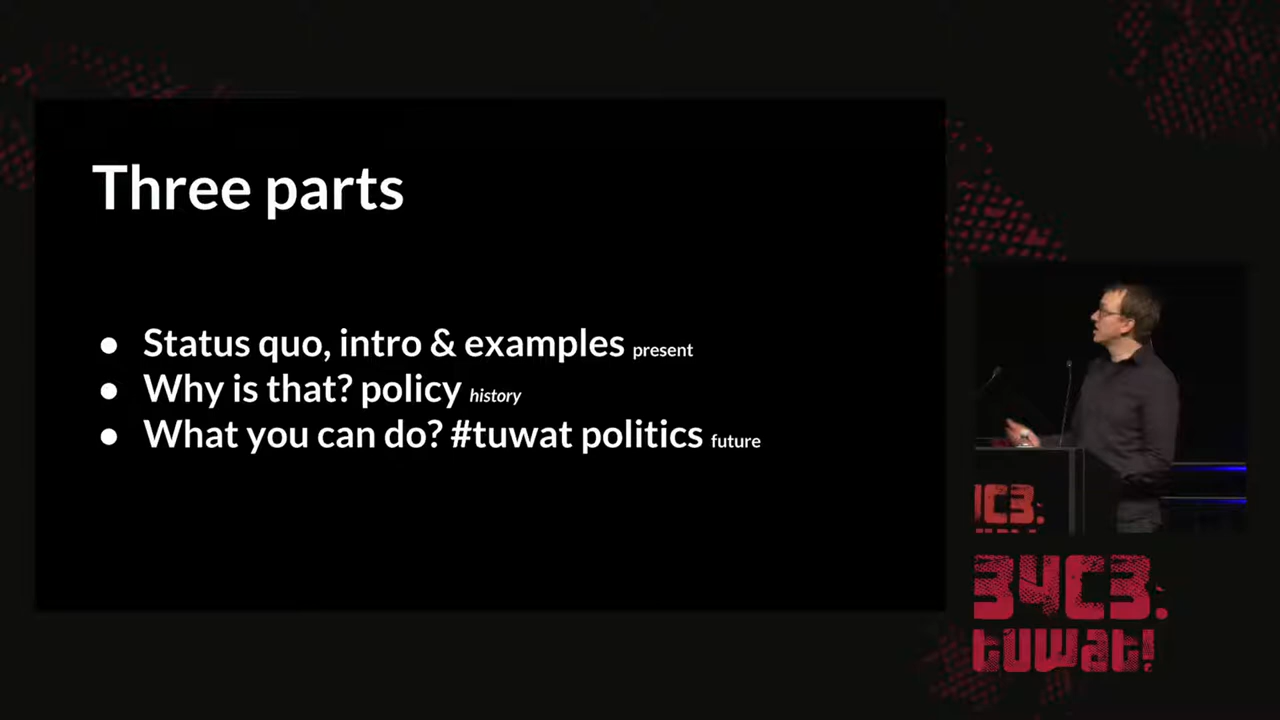 Three parts
● Status quo, intro & examples present
● Why is that? policy history
● What you can do? #tuwat politics future
34C3:
tuwat!